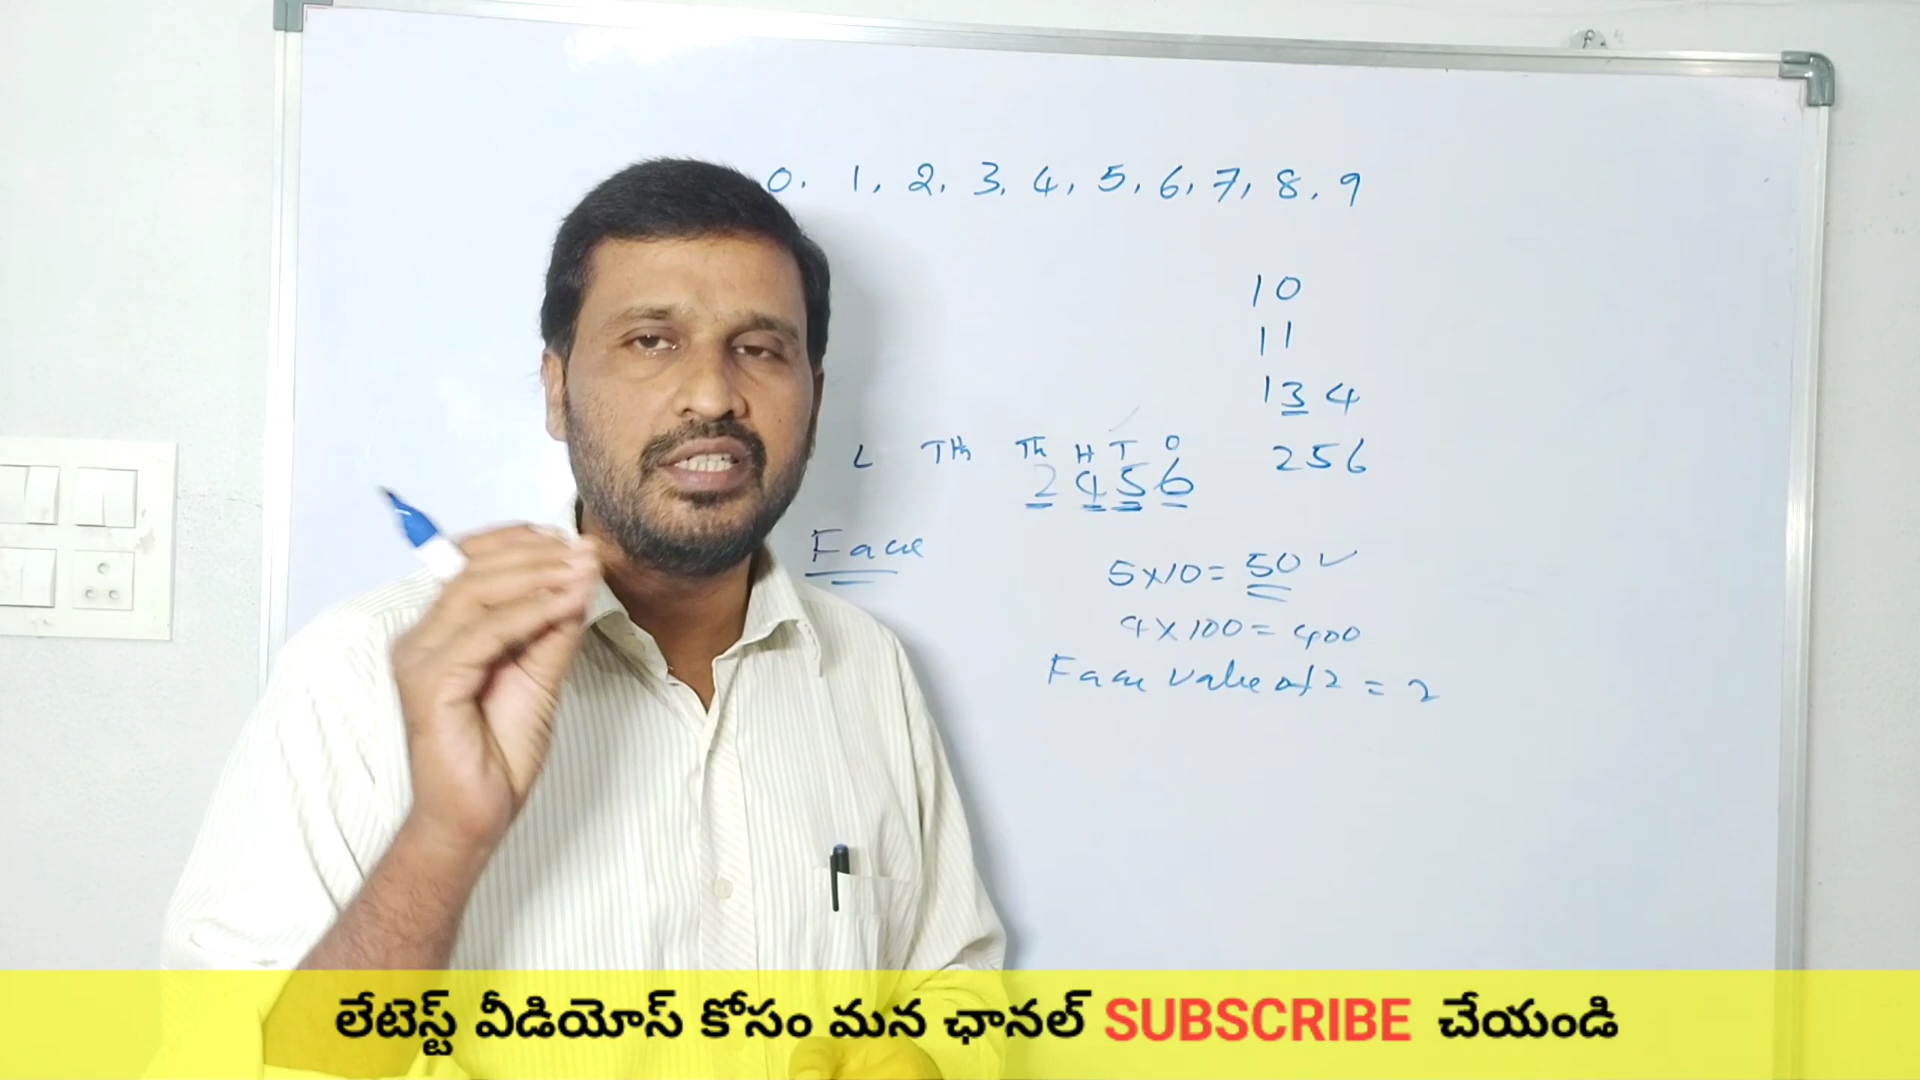 0, 1, 2, 3, 4, 5, 6, 7, 8, 9
10
11
134
L TTh Th H T O
2456
256
Face
5×10 = 50 ✓
4×100 = 400
Face value of 2 = 2
లేటెస్ట్ వీడియోస్ కోసం మన ఛానల్ SUBSCRIBE చేయండి